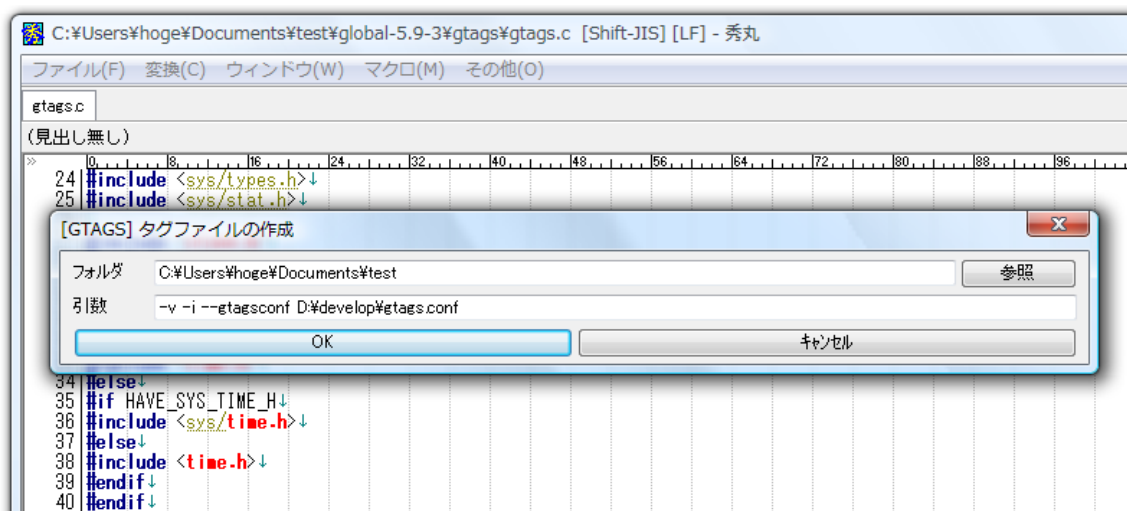 C:¥Users¥hoge¥Documents¥test¥global-5.9-3¥gtags¥gtags.c [Shift-JIS] [LF] - 秀丸
ファイル(F) 変換(C) ウィンドウ(W) マクロ(M) その他(O)
gtags.c
(見出し無し)
0 8 16 24 32 40 48 56 64 72 80 88 96
24 #include <sys/types.h>↓
25 #include <sys/stat.h>↓
[GTAGS] タグファイルの作成
フォルダ C:¥Users¥hoge¥Documents¥test 参照
引数 -v -i --gtagsconf D:¥develop¥gtags.conf
OK キャンセル
34 #else↓
35 #if HAVE_SYS_TIME_H↓
36 #include <sys/time.h>↓
37 #else↓
38 #include <time.h>↓
39 #endif↓
40 #endif↓